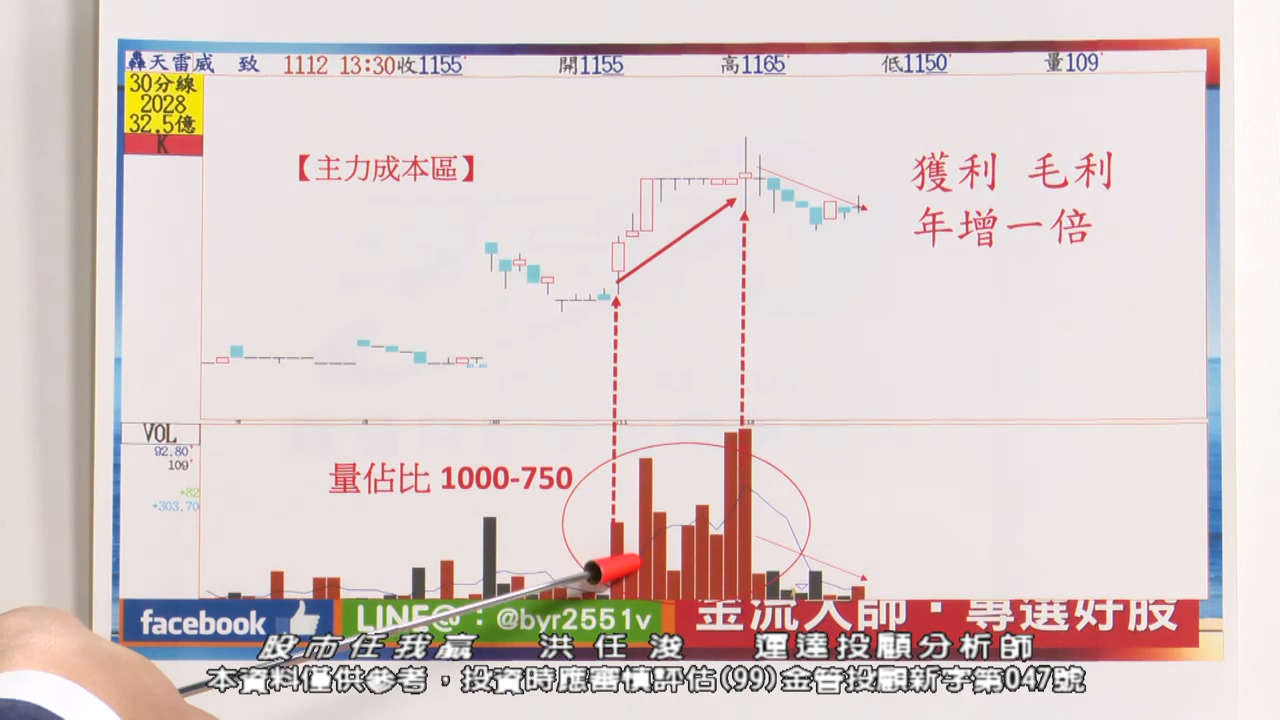 轟天雷威 致 1112 13:30收1155' 開1155 高1165' 低1150' 量109'
30分線
2028
32.5億
K
【主力成本區】
獲利 毛利
年增一倍
VOL
92.80'
109'
+82
+303.70
量佔比 1000-750
facebook LINE@：@byr2551v 金流大師・專選好股
股市任我贏 洪任浚 運達投顧分析師
本資料僅供參考，投資時應審慎評估(99)金管投顧新字第047號